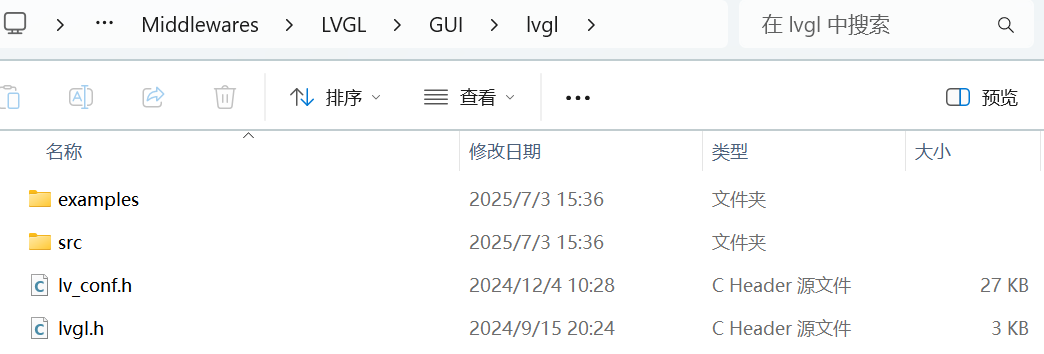 ··· Middlewares LVGL GUI lvgl 在 lvgl 中搜索
排序 查看 ··· 预览
名称 修改日期 类型 大小
examples 2025/7/3 15:36 文件夹
src 2025/7/3 15:36 文件夹
lv_conf.h 2024/12/4 10:28 C Header 源文件 27 KB
lvgl.h 2024/9/15 20:24 C Header 源文件 3 KB